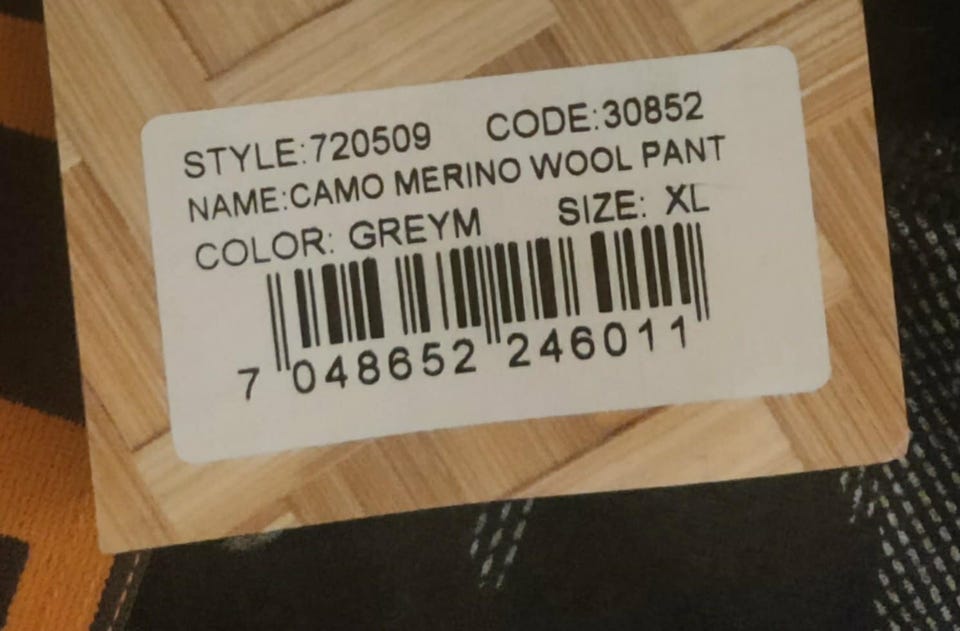 STYLE:720509 CODE:30852
NAME:CAMO MERINO WOOL PANT
COLOR: GREYM SIZE: XL
7 048652 246011